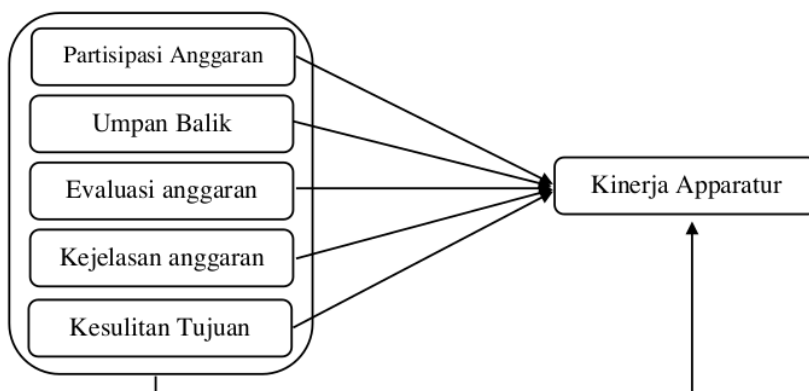 Partisipasi Anggaran
Umpan Balik
Evaluasi anggaran
Kinerja Apparatur
Kejelasan anggaran
Kesulitan Tujuan